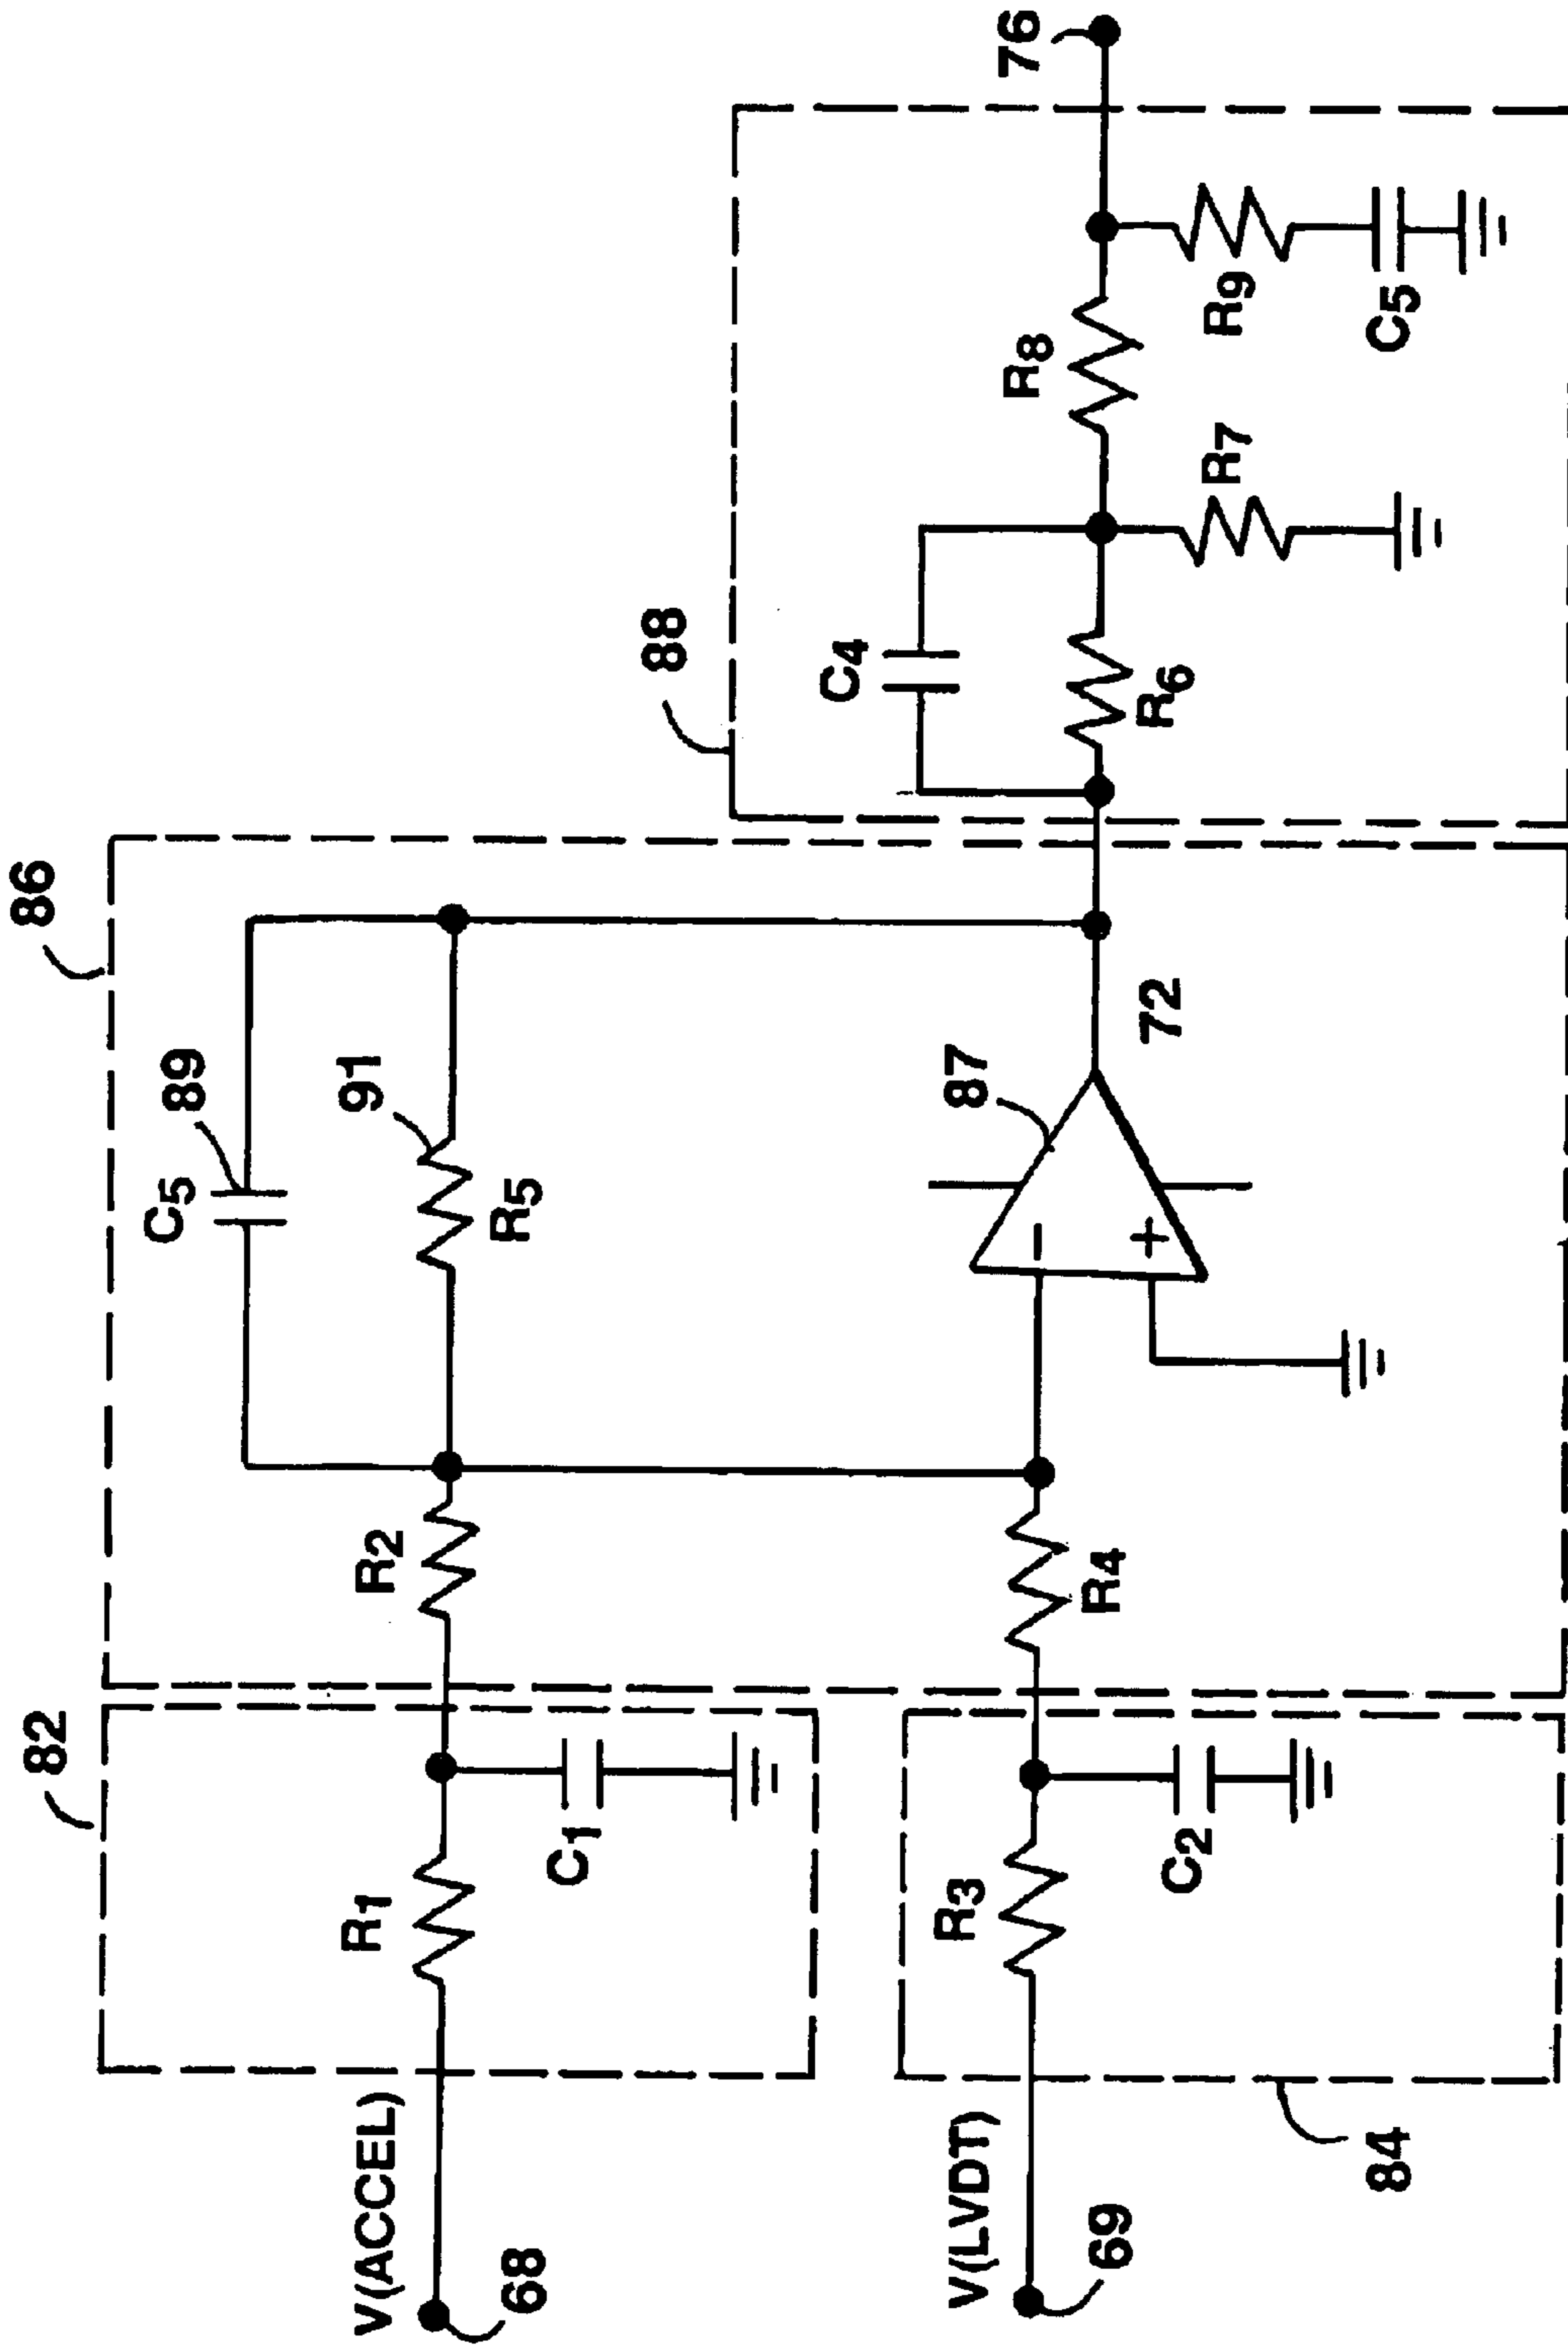 82
86
C5
89
R1
R2
91
R5
C1
V(ACCEL)
68
88
C4
76
R3
R4
87
72
R8
R6
R7
R9
C5
C2
V(LVDT)
69
84
−
+